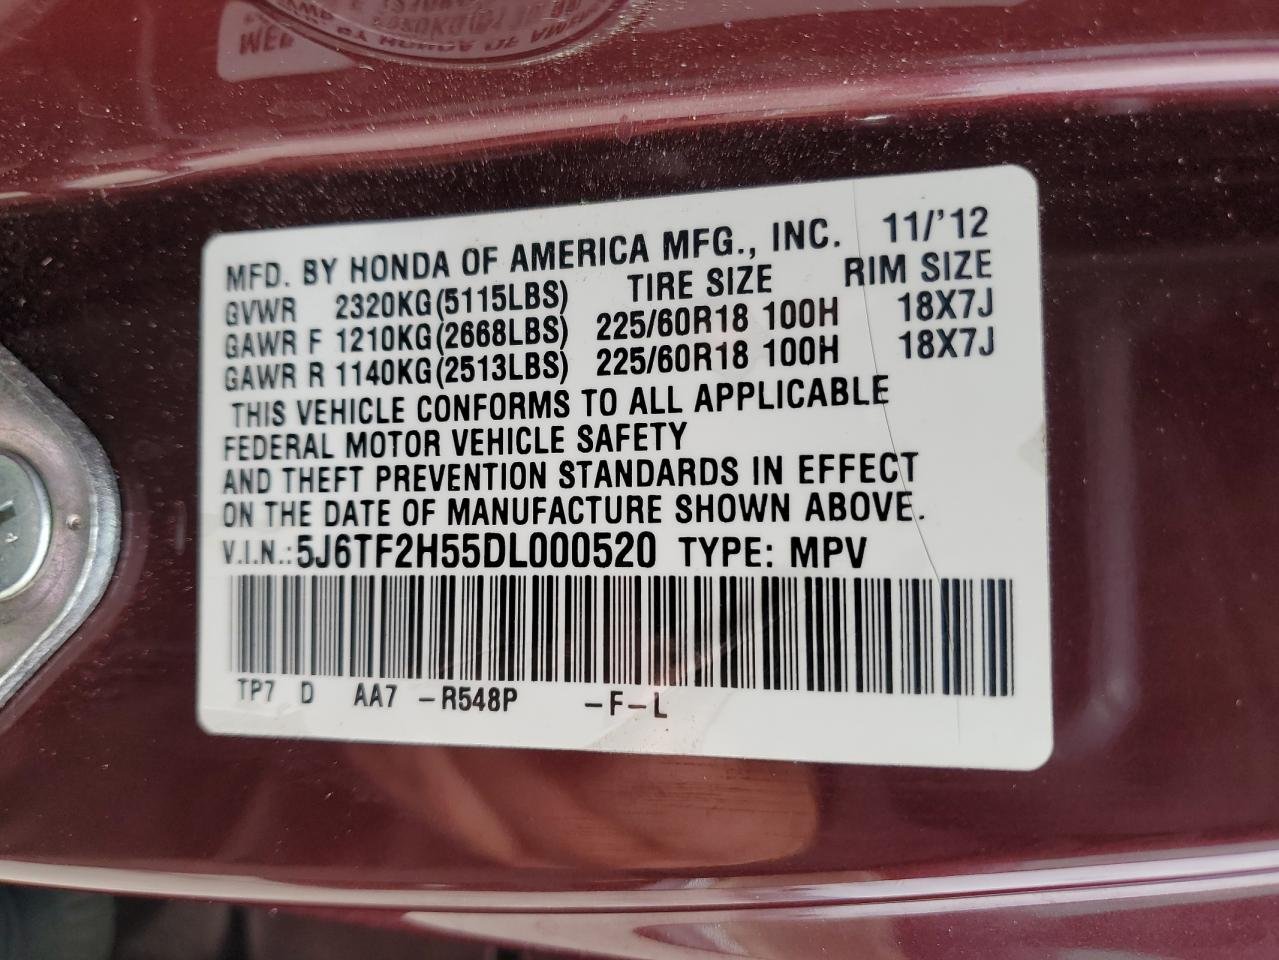 MFD. BY HONDA OF AMERICA MFG., INC. 11/'12
GVWR 2320KG(5115LBS) TIRE SIZE RIM SIZE
GAWR F 1210KG(2668LBS) 225/60R18 100H 18X7J
GAWR R 1140KG(2513LBS) 225/60R18 100H 18X7J
THIS VEHICLE CONFORMS TO ALL APPLICABLE
FEDERAL MOTOR VEHICLE SAFETY
AND THEFT PREVENTION STANDARDS IN EFFECT
ON THE DATE OF MANUFACTURE SHOWN ABOVE.
V.I.N.: 5J6TF2H55DL000520 TYPE: MPV
TP7 D AA7 -R548P -F-L